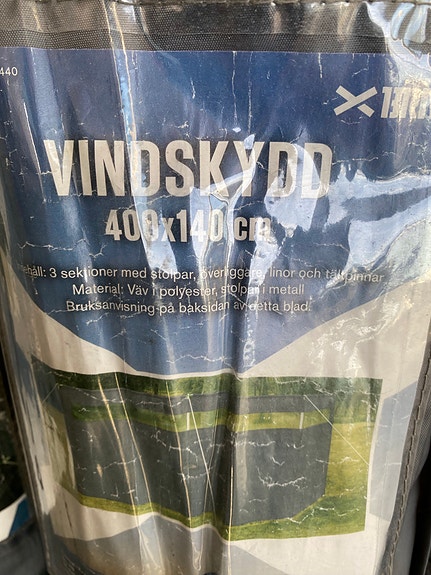 440
VINDSKYDD
400x140 cm
håll: 3 sektioner med stolpar, överliggare, linor och tältpinnar
Material: Väv i polyester, stolpar i metall
Bruksanvisning på baksidan av detta blad.